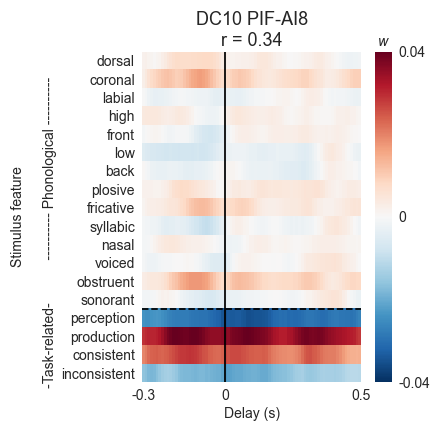 DC10 PIF-AI8
r = 0.34
w
dorsal
coronal
labial
high
front
low
back
plosive
fricative
syllabic
nasal
voiced
obstruent
sonorant
perception
production
consistent
inconsistent
Stimulus feature
----------- Phonological -----------
-Task-related-
-0.3
0
0.5
Delay (s)
0.04
0
-0.04